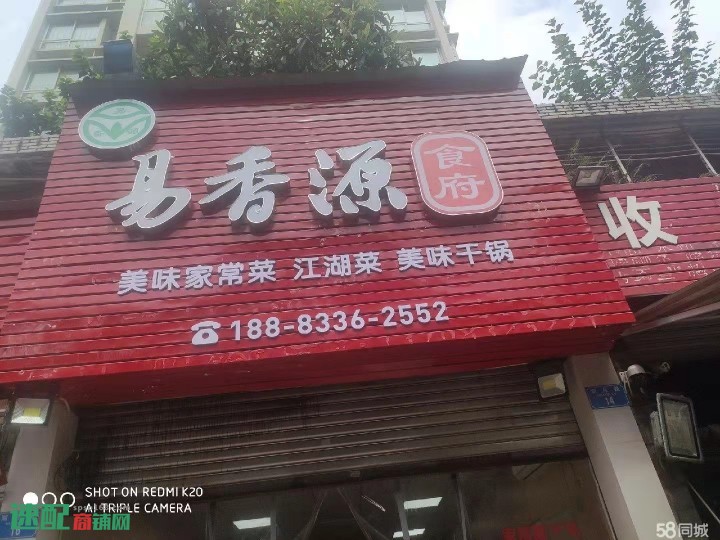 易香源 食府
美味家常菜 江湖菜 美味干锅
☎188-8336-2552
收
14
SHOT ON REDMI K20
AI TRIPLE CAMERA
速配商铺网
58同城